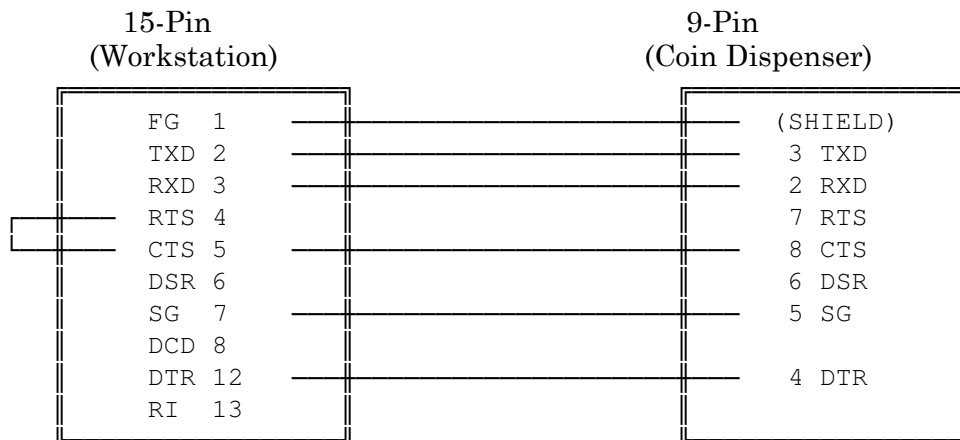 15-Pin 9-Pin
(Workstation) (Coin Dispenser)
FG 1 (SHIELD)
TXD 2 3 TXD
RXD 3 2 RXD
RTS 4 7 RTS
CTS 5 8 CTS
DSR 6 6 DSR
SG 7 5 SG
DCD 8
DTR 12 4 DTR
RI 13